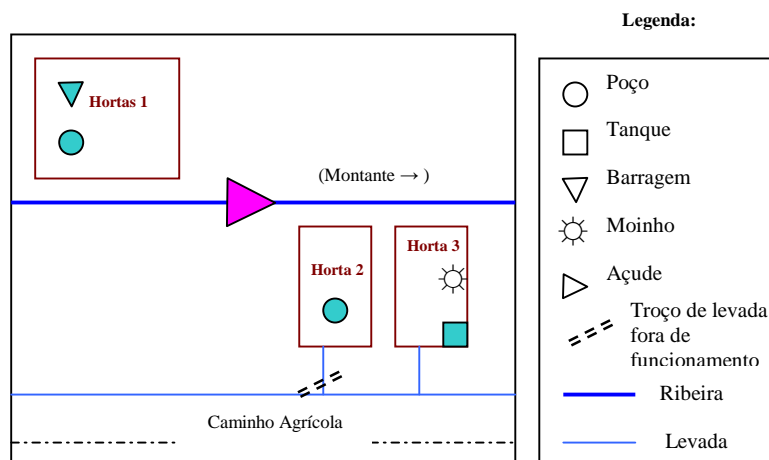 Legenda:
Hortas 1
(Montante → )
Horta 2
Horta 3
Caminho Agrícola
Poço
Tanque
Barragem
Moinho
Açude
Troço de levada
fora de
funcionamento
Ribeira
Levada